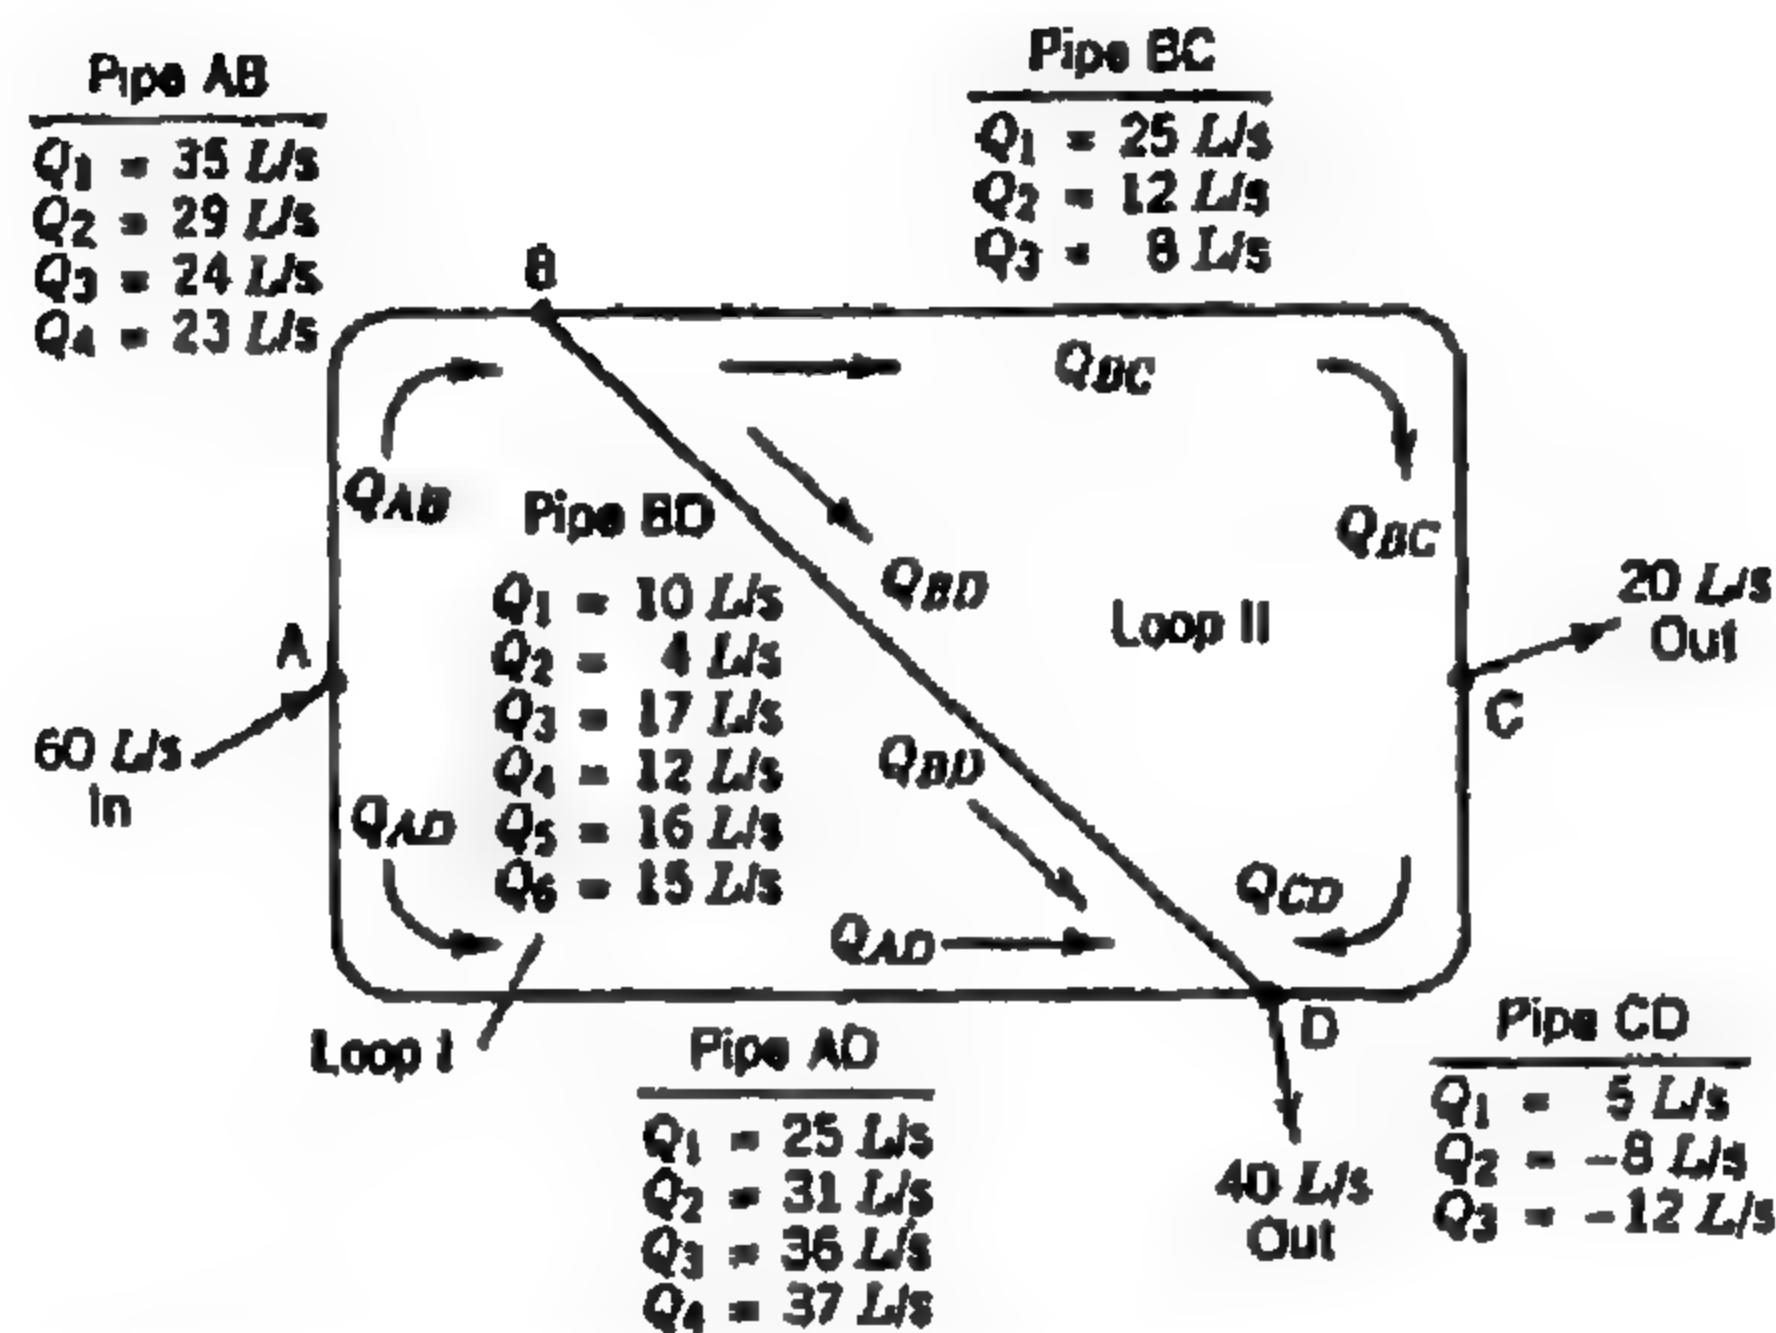 Pipe AB
Q1 = 35 L/s
Q2 = 29 L/s
Q3 = 24 L/s
Q4 = 23 L/s
Pipe BC
Q1 = 25 L/s
Q2 = 12 L/s
Q3 = 8 L/s
B
QBC
QAB
Pipe BD
Q1 = 10 L/s
Q2 = 4 L/s
Q3 = 17 L/s
Q4 = 12 L/s
Q5 = 16 L/s
Q6 = 15 L/s
QBD
QBC
Loop II
20 L/s
Out
A
C
60 L/s
In
QAD
QBD
QCD
QAD
Loop I
D
Pipe AD
Q1 = 25 L/s
Q2 = 31 L/s
Q3 = 36 L/s
Q4 = 37 L/s
40 L/s
Out
Pipe CD
Q1 = 5 L/s
Q2 = -8 L/s
Q3 = -12 L/s